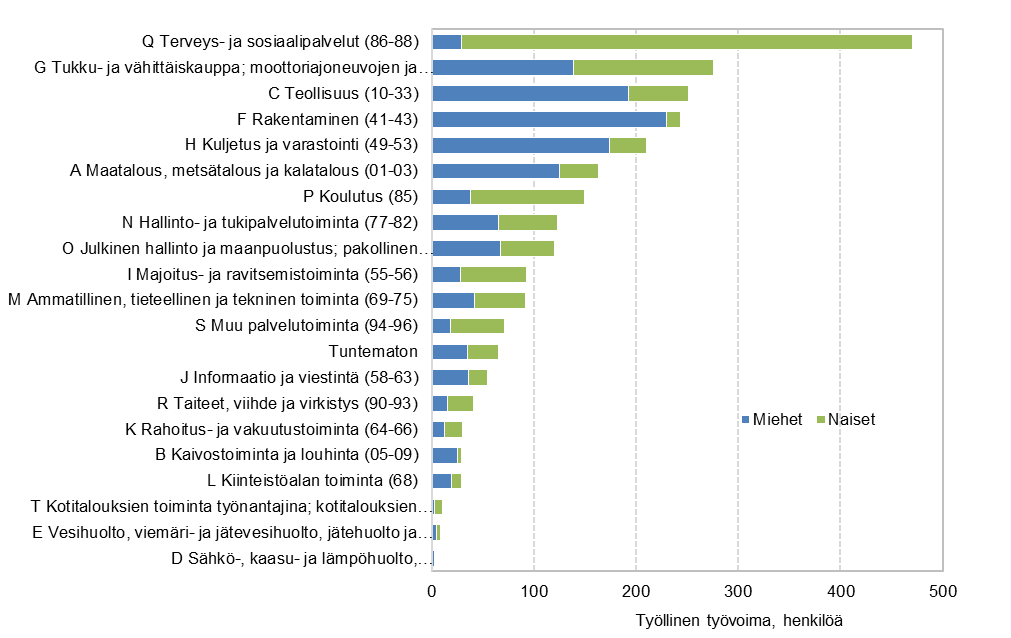 Q Terveys- ja sosiaalipalvelut (86-88)
G Tukku- ja vähittäiskauppa; moottoriajoneuvojen ja…
C Teollisuus (10-33)
F Rakentaminen (41-43)
H Kuljetus ja varastointi (49-53)
A Maatalous, metsätalous ja kalatalous (01-03)
P Koulutus (85)
N Hallinto- ja tukipalvelutoiminta (77-82)
O Julkinen hallinto ja maanpuolustus; pakollinen…
I Majoitus- ja ravitsemistoiminta (55-56)
M Ammatillinen, tieteellinen ja tekninen toiminta (69-75)
S Muu palvelutoiminta (94-96)
Tuntematon
J Informaatio ja viestintä (58-63)
R Taiteet, viihde ja virkistys (90-93)
Miehet Naiset
K Rahoitus- ja vakuutustoiminta (64-66)
B Kaivostoiminta ja louhinta (05-09)
L Kiinteistöalan toiminta (68)
T Kotitalouksien toiminta työnantajina; kotitalouksien…
E Vesihuolto, viemäri- ja jätevesihuolto, jätehuolto ja…
D Sähkö-, kaasu- ja lämpöhuolto,…
0 100 200 300 400 500
Työllinen työvoima, henkilöä